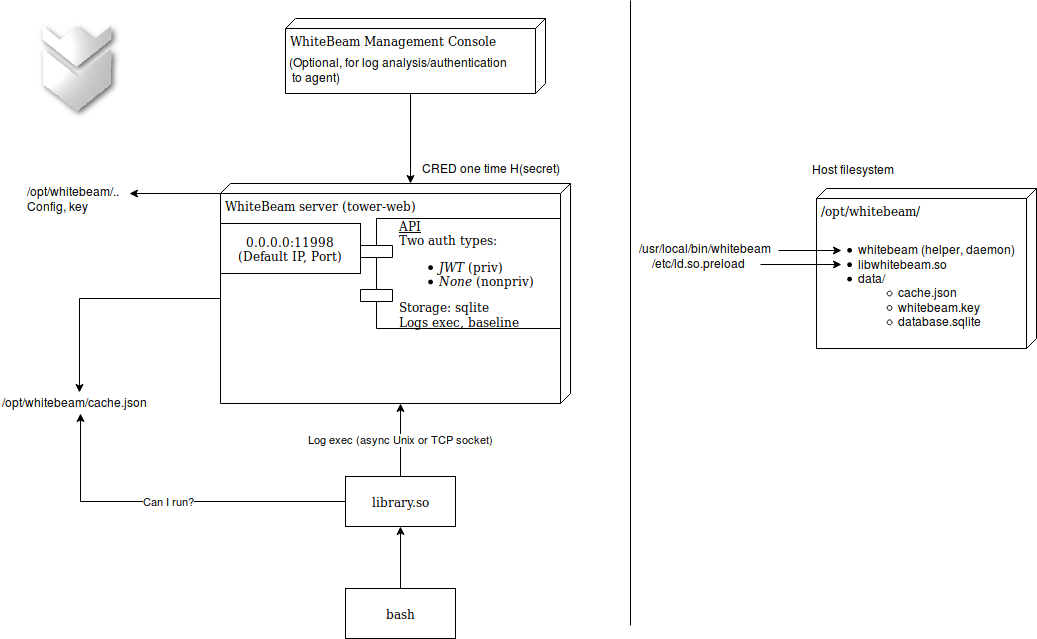 WhiteBeam Management Console
(Optional, for log analysis/authentication
to agent)
CRED one time H(secret)
/opt/whitebeam/..
Config, key
WhiteBeam server (tower-web)
0.0.0.0:11998
(Default IP, Port)
API
Two auth types:
JWT (priv)
None (nonpriv)
Storage: sqlite
Logs exec, baseline
/opt/whitebeam/cache.json
Log exec (async Unix or TCP socket)
Can I run?
library.so
bash
Host filesystem
/opt/whitebeam/
/usr/local/bin/whitebeam
/etc/ld.so.preload
whitebeam (helper, daemon)
libwhitebeam.so
data/
cache.json
whitebeam.key
database.sqlite